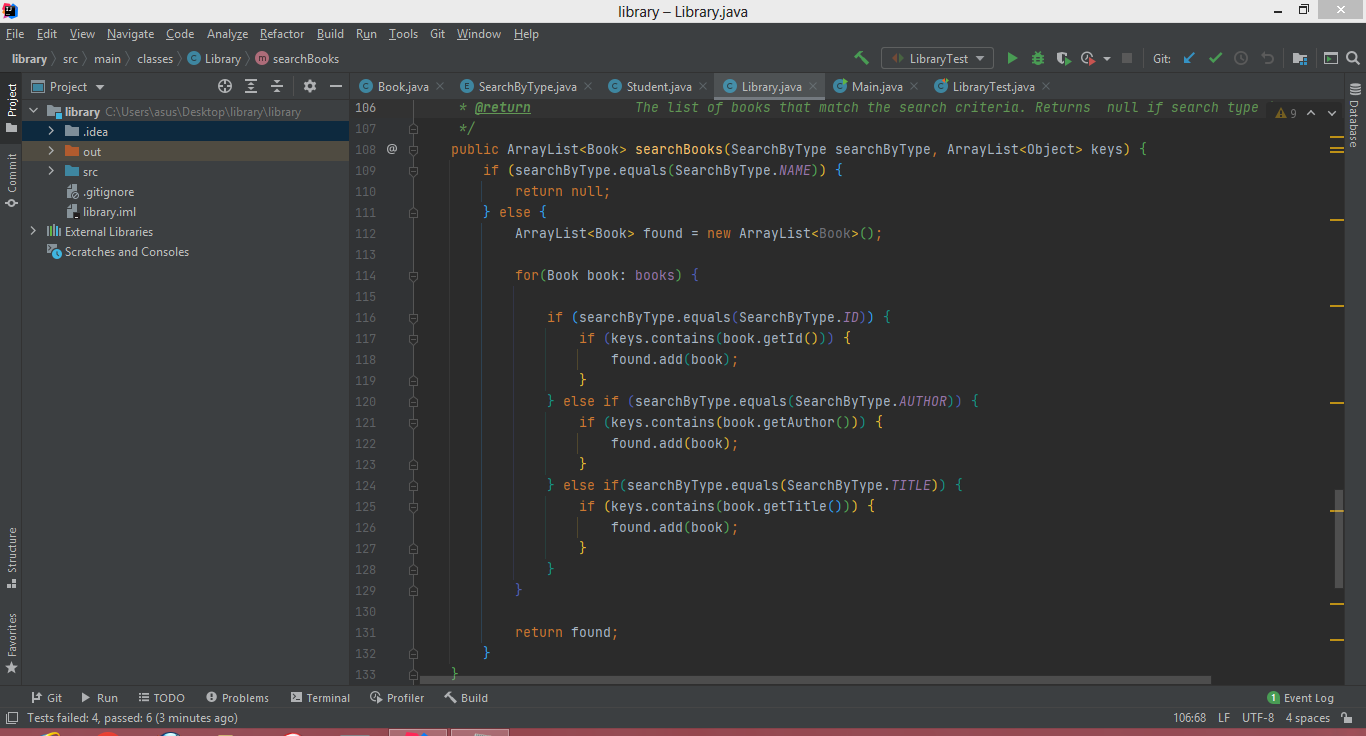 library – Library.java
File Edit View Navigate Code Analyze Refactor Build Run Tools Git Window Help
library src main classes Library searchBooks LibraryTest Git:
Project
Book.java SearchByType.java Student.java Library.java Main.java LibraryTest.java
Project
Commit
Structure
Favorites
library C:\Users\asus\Desktop\library\library
.idea
out
src
.gitignore
library.iml
External Libraries
Scratches and Consoles
106 * @return The list of books that match the search criteria. Returns null if search type
9
107 */
108 @ public ArrayList<Book> searchBooks(SearchByType searchByType, ArrayList<Object> keys) {
109 if (searchByType.equals(SearchByType.NAME)) {
110 return null;
111 } else {
112 ArrayList<Book> found = new ArrayList<Book>();
113
114 for(Book book: books) {
115
116 if (searchByType.equals(SearchByType.ID)) {
117 if (keys.contains(book.getId())) {
118 found.add(book);
119 }
120 } else if (searchByType.equals(SearchByType.AUTHOR)) {
121 if (keys.contains(book.getAuthor())) {
122 found.add(book);
123 }
124 } else if(searchByType.equals(SearchByType.TITLE)) {
125 if (keys.contains(book.getTitle())) {
126 found.add(book);
127 }
128 }
129 }
130
131 return found;
132 }
133 }
Database
Git Run TODO Problems Terminal Profiler Build 1 Event Log
Tests failed: 4, passed: 6 (3 minutes ago) 106:68 LF UTF-8 4 spaces